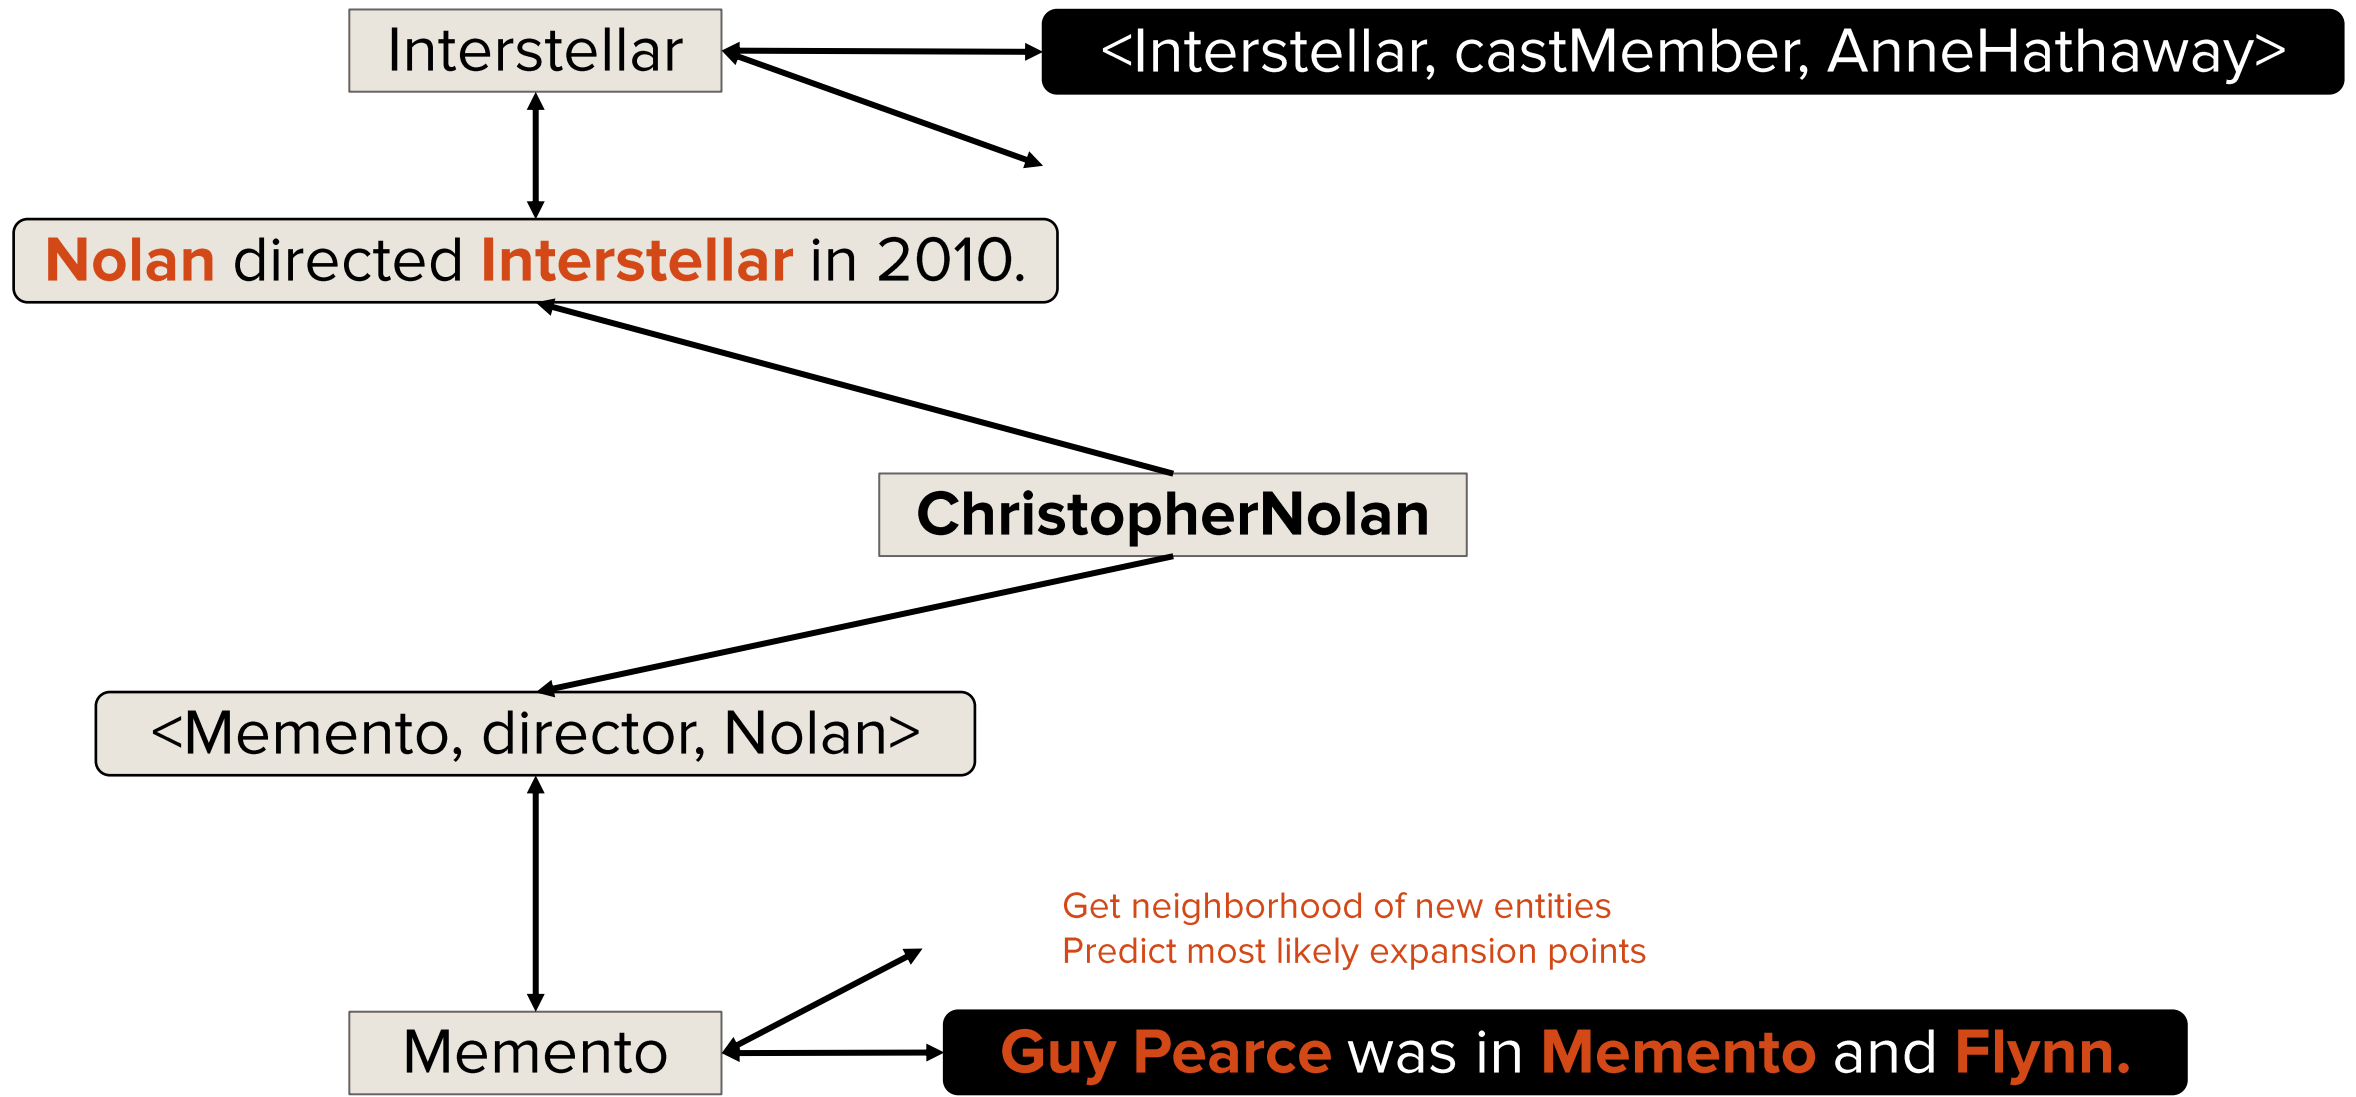 Interstellar
<Interstellar, castMember, AnneHathaway>
Nolan directed Interstellar in 2010.
ChristopherNolan
<Memento, director, Nolan>
Get neighborhood of new entities
Predict most likely expansion points
Memento
Guy Pearce was in Memento and Flynn.